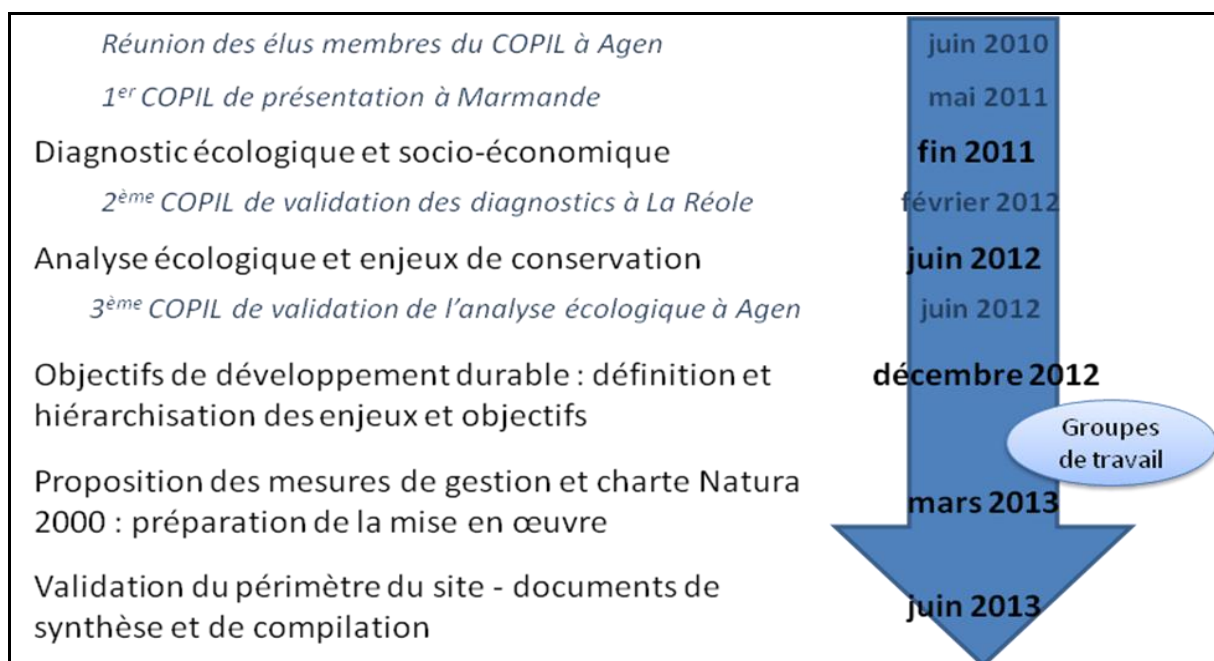 Réunion des élus membres du COPIL à Agen juin 2010
1er COPIL de présentation à Marmande mai 2011
Diagnostic écologique et socio-économique fin 2011
2ème COPIL de validation des diagnostics à La Réole février 2012
Analyse écologique et enjeux de conservation juin 2012
3ème COPIL de validation de l'analyse écologique à Agen juin 2012
Objectifs de développement durable : définition et décembre 2012
hiérarchisation des enjeux et objectifs
Groupes
de travail
Proposition des mesures de gestion et charte Natura
2000 : préparation de la mise en œuvre mars 2013
Validation du périmètre du site - documents de
synthèse et de compilation juin 2013